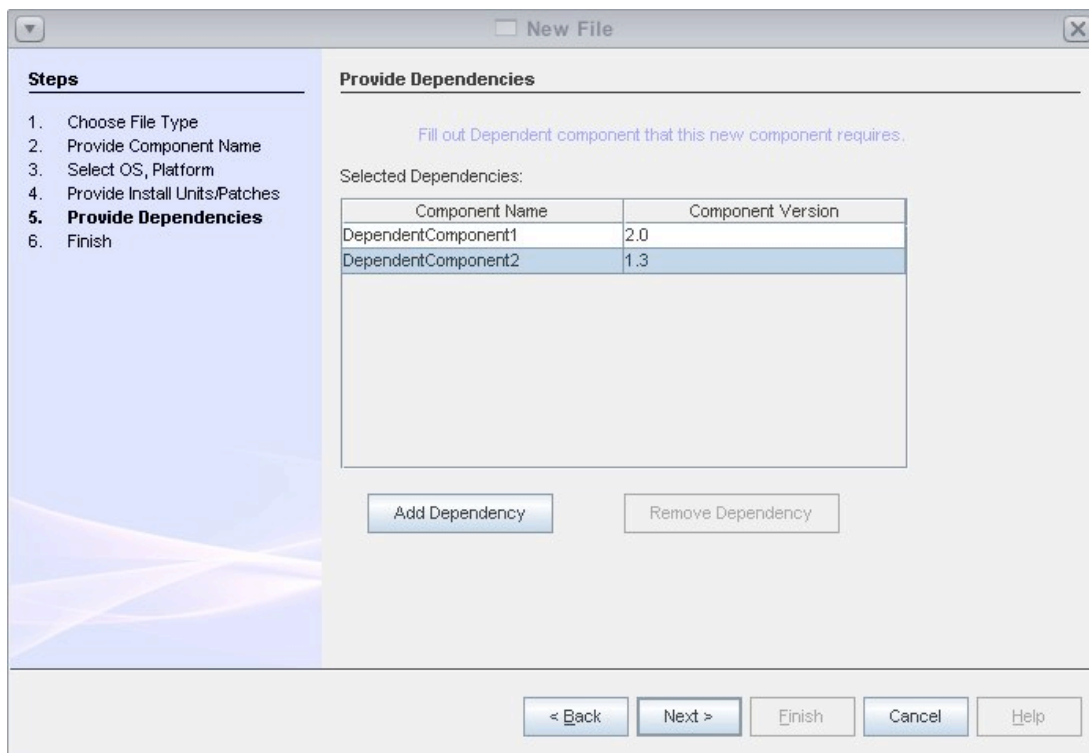 New File
Steps
1. Choose File Type
2. Provide Component Name
3. Select OS, Platform
4. Provide Install Units/Patches
5. Provide Dependencies
6. Finish
Provide Dependencies
Fill out Dependent component that this new component requires.
Selected Dependencies:
Component Name Component Version
DependentComponent1 2.0
DependentComponent2 1.3
Add Dependency Remove Dependency
< Back Next > Finish Cancel Help